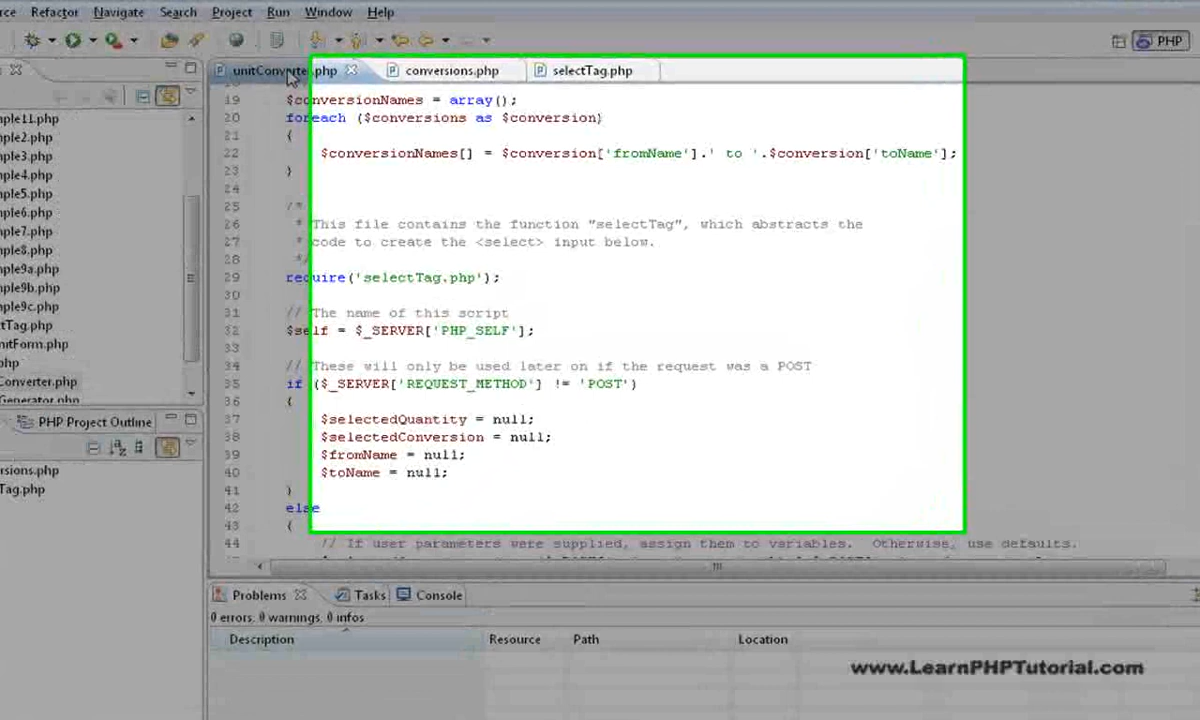 rce Refactor Navigate Search Project Run Window Help
PHP
unitConverter.php conversions.php selectTag.php
mple11.php
mple2.php
mple3.php
mple4.php
mple5.php
mple6.php
mple7.php
mple8.php
mple9a.php
mple9b.php
mple9c.php
ctTag.php
unitForm.php
php
Converter.php
Generator.php
PHP Project Outline
rsions.php
Tag.php
19 $conversionNames = array();
20 foreach ($conversions as $conversion)
21 {
22 $conversionNames[] = $conversion['fromName'].' to '.$conversion['toName'];
23 }
24
25 /*
26 * This file contains the function "selectTag", which abstracts the
27 * code to create the <select> input below.
28 */
29 require('selectTag.php');
30
31 // The name of this script
32 $self = $_SERVER['PHP_SELF'];
33
34 // These will only be used later on if the request was a POST
35 if ($_SERVER['REQUEST_METHOD'] != 'POST')
36 {
37 $selectedQuantity = null;
38 $selectedConversion = null;
39 $fromName = null;
40 $toName = null;
41 }
42 else
43 {
44 // If user parameters were supplied, assign them to variables. Otherwise, use defaults.
Problems Tasks Console
0 errors, 0 warnings, 0 infos
Description Resource Path Location
www.LearnPHPTutorial.com